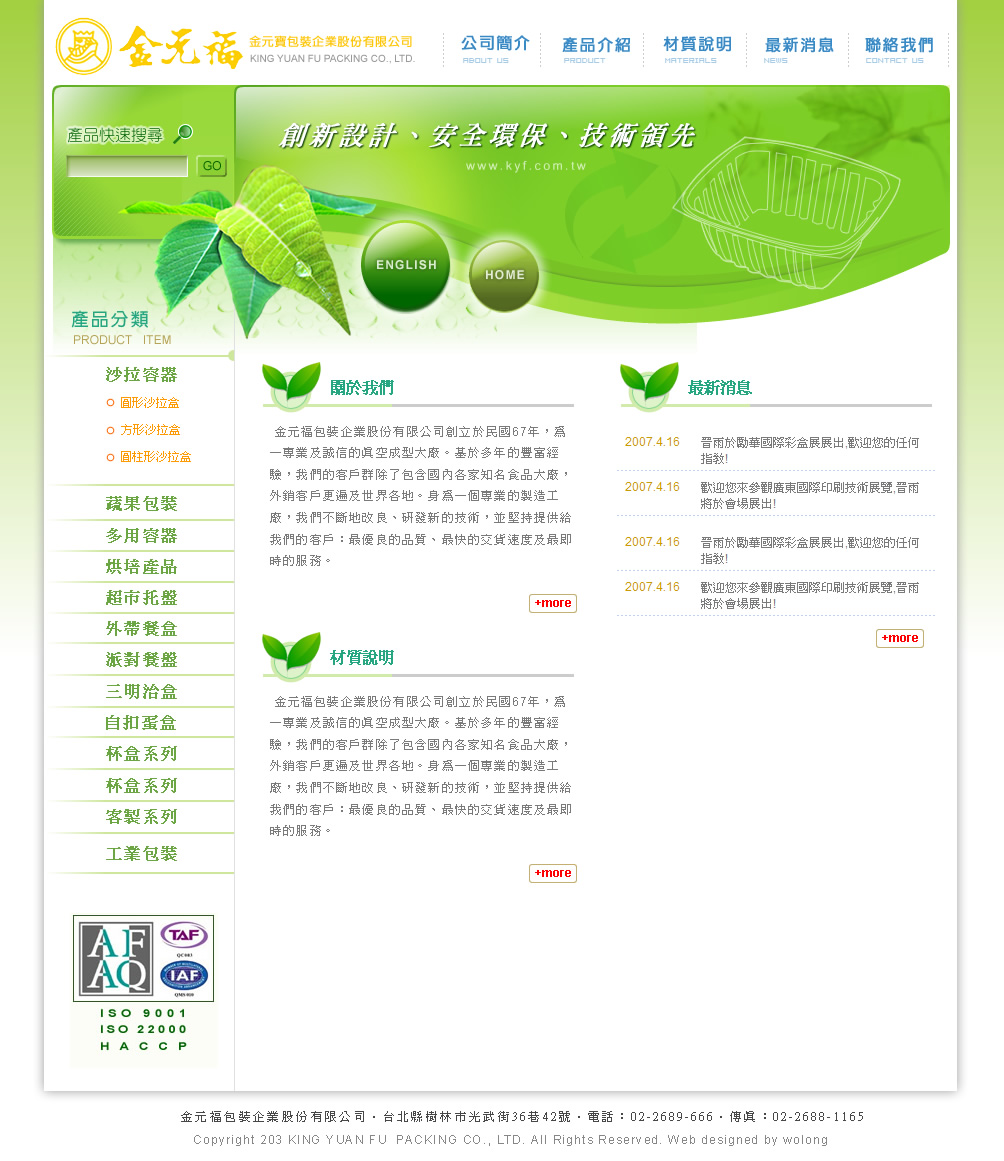 金元福 金元寶包裝企業股份有限公司
KING YUAN FU PACKING CO., LTD.
公司簡介 產品介紹 材質說明 最新消息 聯絡我們
ABOUT US PRODUCT MATERIALS NEWS CONTACT US
產品快速搜尋
GO
創新設計、安全環保、技術領先
www.kyf.com.tw
ENGLISH
HOME
產品分類
PRODUCT ITEM
沙拉容器
圓形沙拉盒
方形沙拉盒
圓柱形沙拉盒
蔬果包裝
多用容器
烘培產品
超市托盤
外帶餐盒
派對餐盤
三明治盒
自扣蛋盒
杯盒系列
杯盒系列
客製系列
工業包裝
AFAQ
TAF
QC 003
IAF
QMS 010
ISO 9001
ISO 22000
HACCP
關於我們
金元福包裝企業股份有限公司創立於民國67年，為
一專業及誠信的真空成型大廠。基於多年的豐富經
驗，我們的客戶群除了包含國內各家知名食品大廠，
外銷客戶更遍及世界各地。身為一個專業的製造工
廠，我們不斷地改良、研發新的技術，並堅持提供給
我們的客戶：最優良的品質、最快的交貨速度及最即
時的服務。
+more
材質說明
金元福包裝企業股份有限公司創立於民國67年，為
一專業及誠信的真空成型大廠。基於多年的豐富經
驗，我們的客戶群除了包含國內各家知名食品大廠，
外銷客戶更遍及世界各地。身為一個專業的製造工
廠，我們不斷地改良、研發新的技術，並堅持提供給
我們的客戶：最優良的品質、最快的交貨速度及最即
時的服務。
+more
最新消息
2007.4.16 晉雨於勵華國際彩盒展展出,歡迎您的任何
指教!
2007.4.16 歡迎您來參觀廣東國際印刷技術展覽,晉雨
將於會場展出!
2007.4.16 晉雨於勵華國際彩盒展展出,歡迎您的任何
指教!
2007.4.16 歡迎您來參觀廣東國際印刷技術展覽,晉雨
將於會場展出!
+more
金元福包裝企業股份有限公司‧台北縣樹林市光武街36巷42號‧電話：02-2689-666‧傳真：02-2688-1165
Copyright 203 KING YUAN FU PACKING CO., LTD. All Rights Reserved. Web designed by wolong